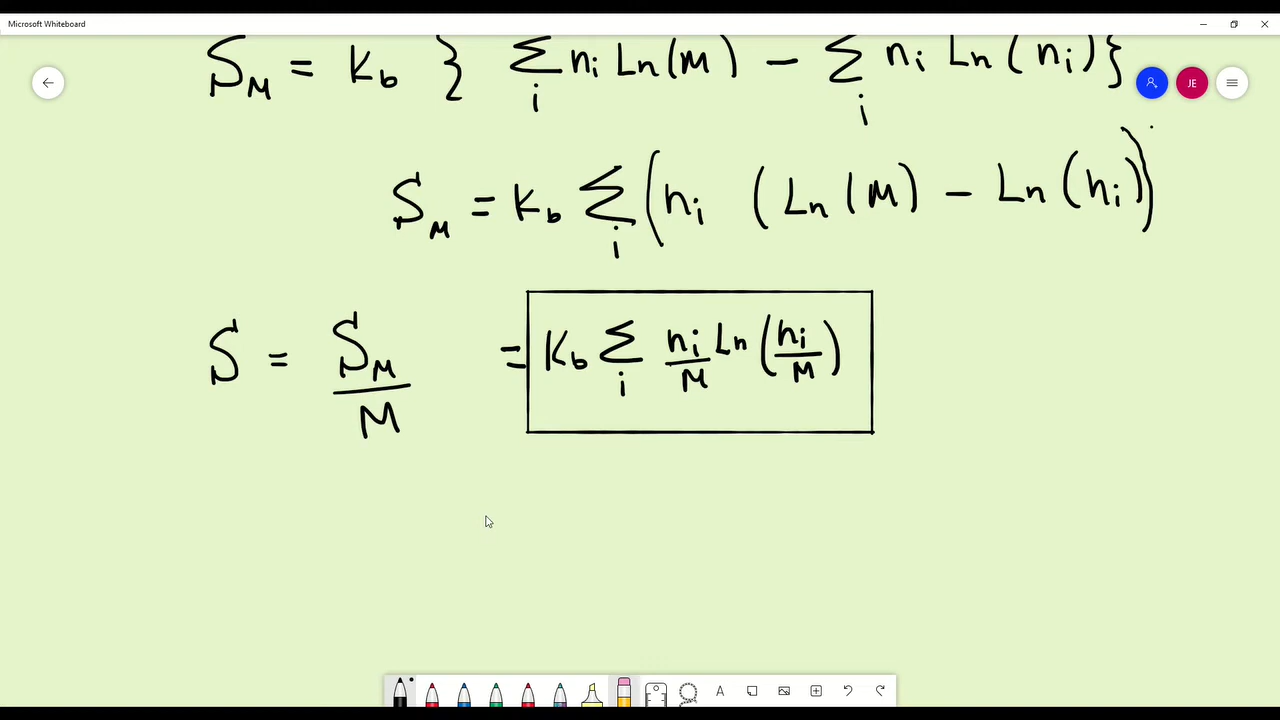 Microsoft Whiteboard
S_M = K_b } Σ_i n_i Ln(M) − Σ_i n_i Ln(n_i)}
JE
S_M = K_b Σ_i (n_i (Ln(M) − Ln(n_i))
S = S_M/M = K_b Σ_i n_i/M Ln(n_i/M)
A